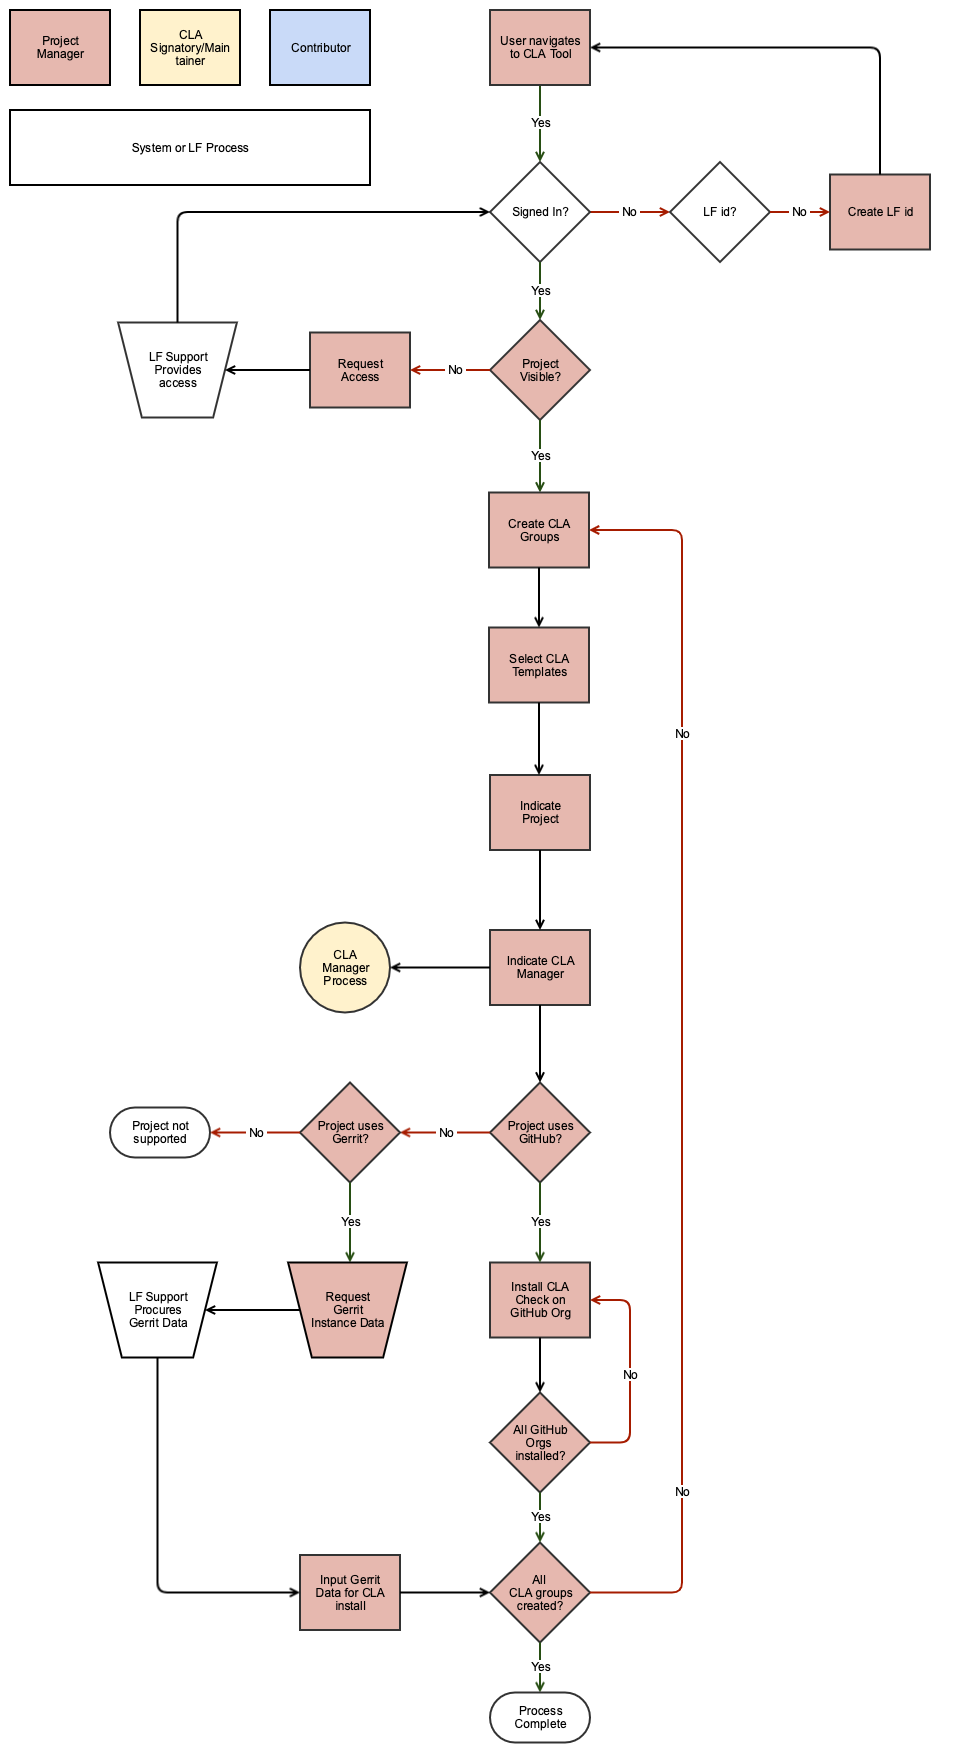 Project
Manager
CLA
Signatory/Main
tainer
Contributor
User navigates
to CLA Tool
System or LF Process
Yes
Signed In?
No
LF id?
No
Create LF id
Yes
LF Support
Provides
access
Request
Access
No
Project
Visible?
Yes
Create CLA
Groups
Select CLA
Templates
No
Indicate
Project
CLA
Manager
Process
Indicate CLA
Manager
Project not
supported
No
Project uses
Gerrit?
No
Project uses
GitHub?
Yes
Yes
LF Support
Procures
Gerrit Data
Request
Gerrit
Instance Data
Install CLA
Check on
GitHub Org
No
All GitHub
Orgs
installed?
No
Yes
Input Gerrit
Data for CLA
install
All
CLA groups
created?
Yes
Process
Complete